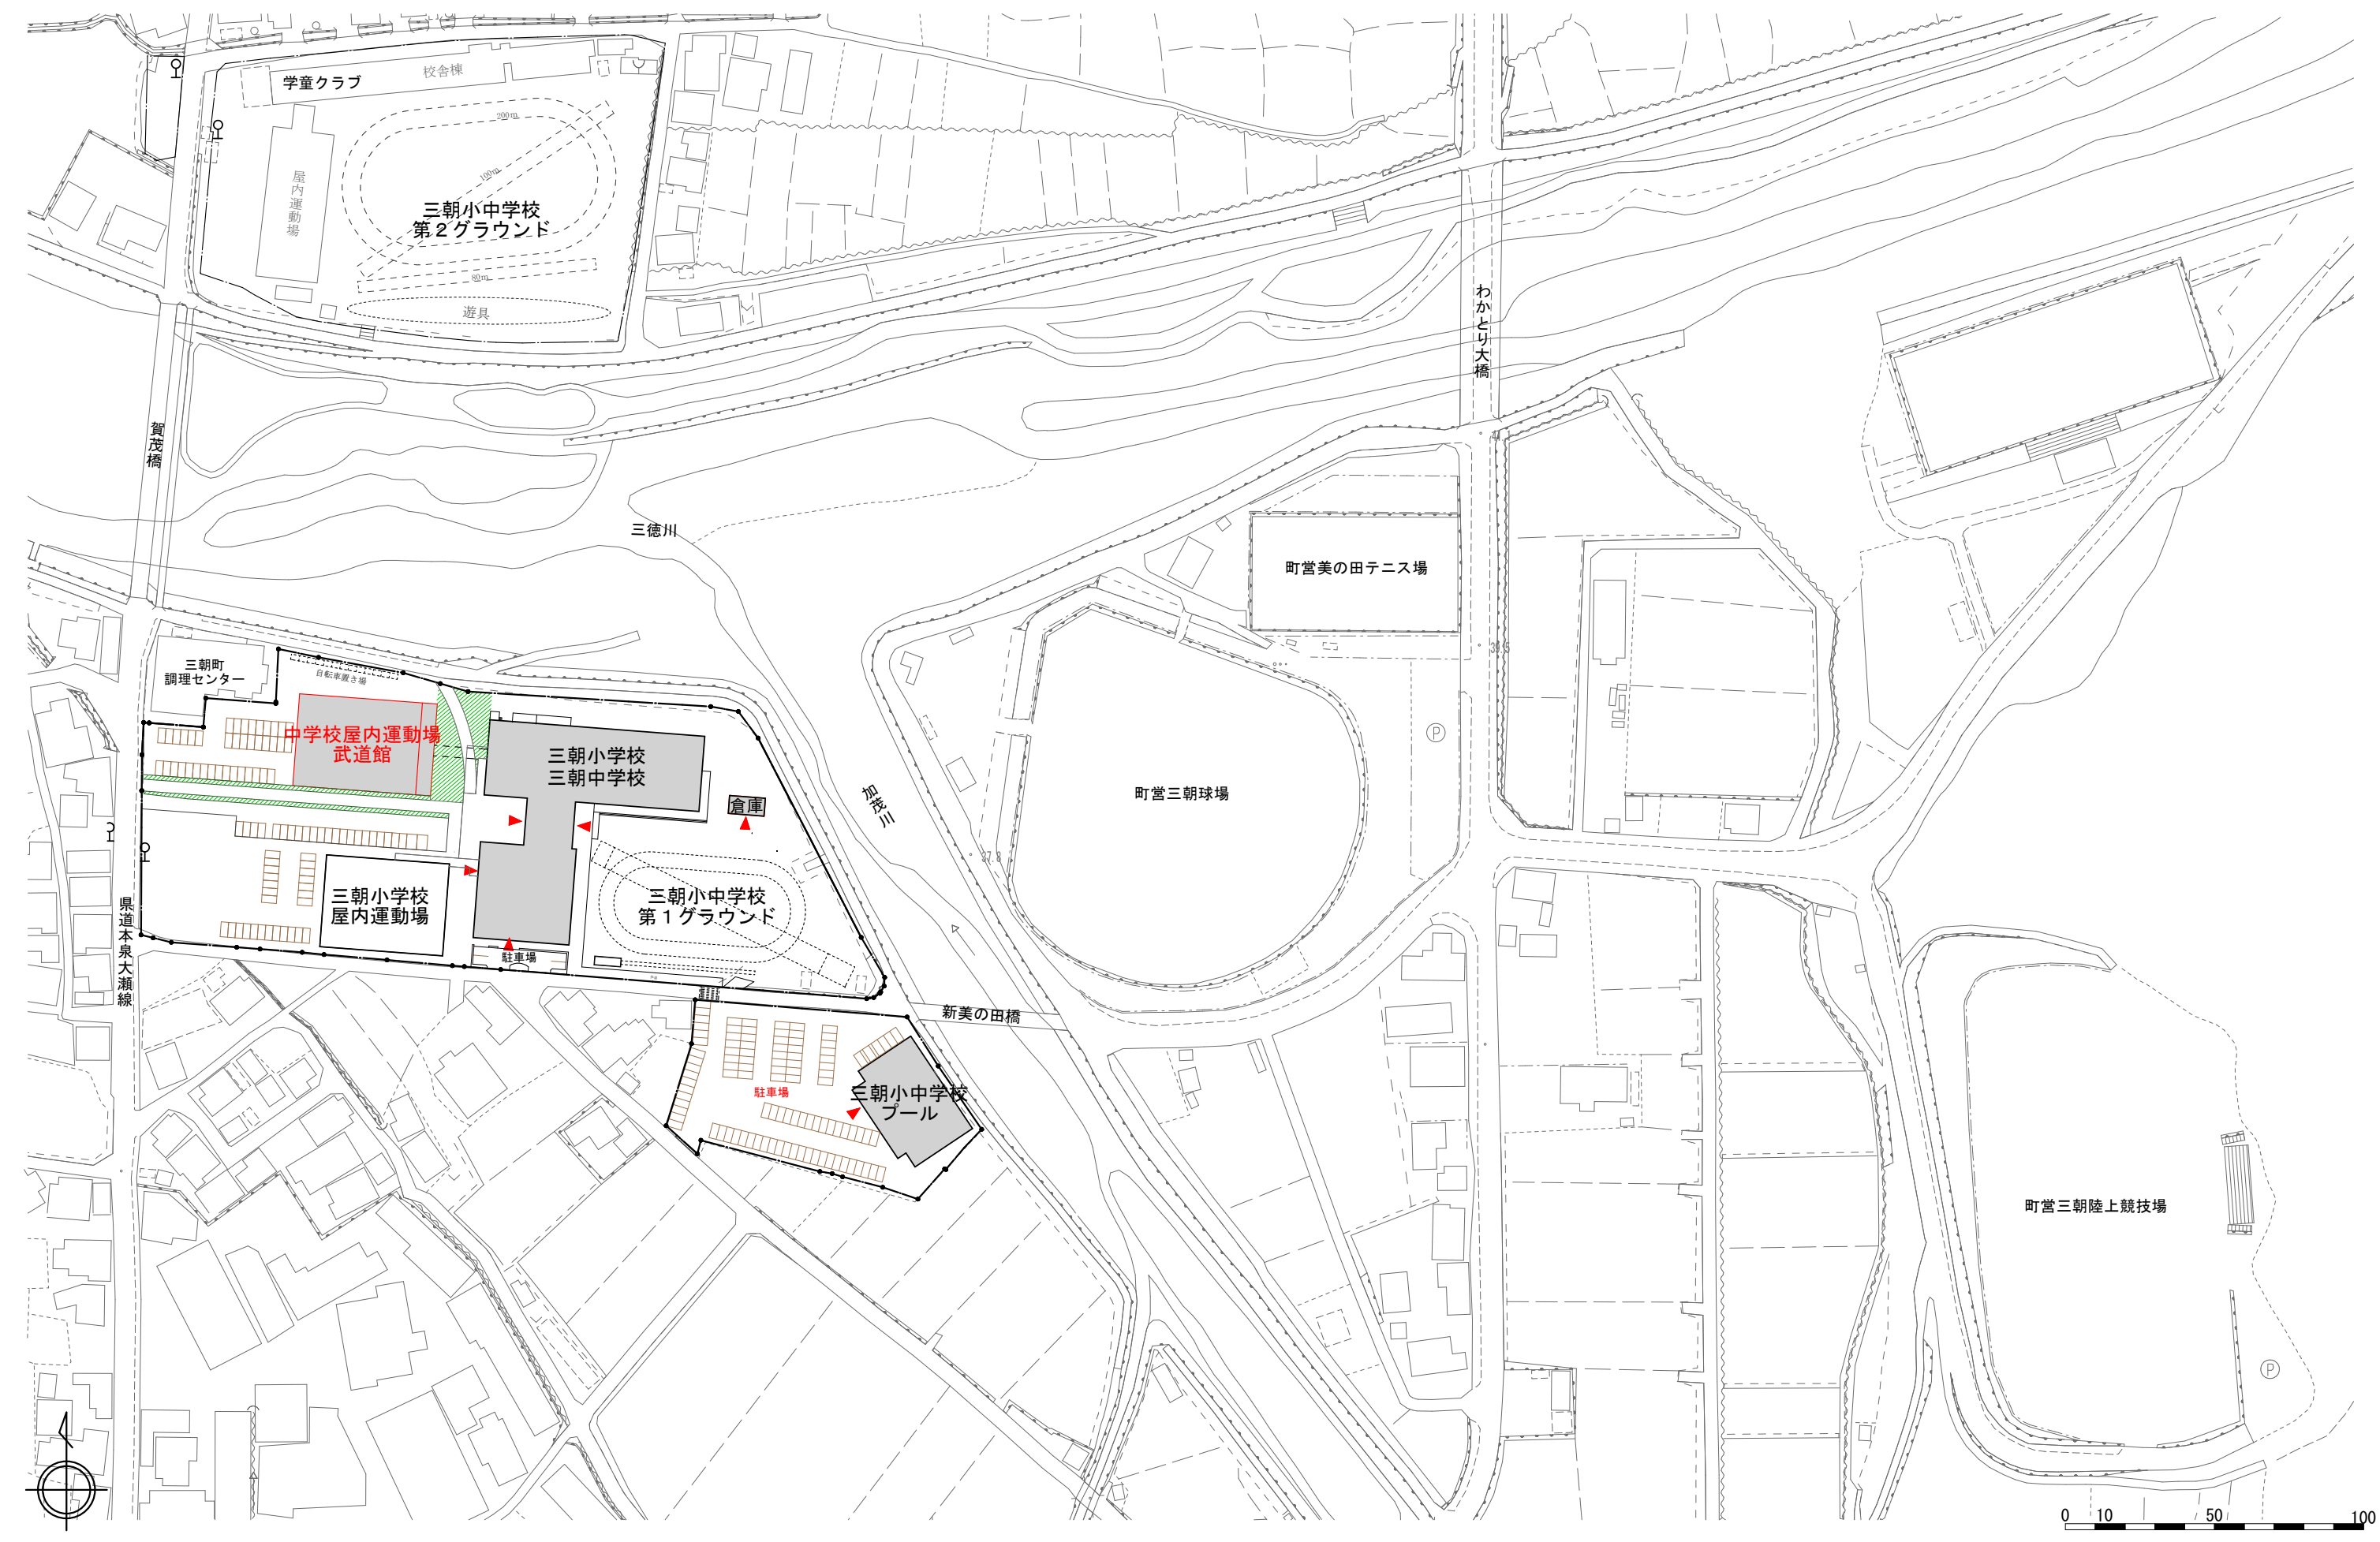 学童クラブ
校舎棟
200m
100m
屋内運動場
三朝小中学校
第2グラウンド
80m
遊具
わかとり大橋
賀茂橋
三徳川
町営美の田テニス場
三朝町
調理センター
自転車置き場
中学校屋内運動場
武道館
三朝小学校
三朝中学校
倉庫
加茂川
町営三朝球場
P
37.8
三朝小学校
屋内運動場
三朝小中学校
第1グラウンド
県道本泉大瀬線
駐車場
新美の田橋
駐車場
三朝小中学校
プール
町営三朝陸上競技場
P
0 10 50 100